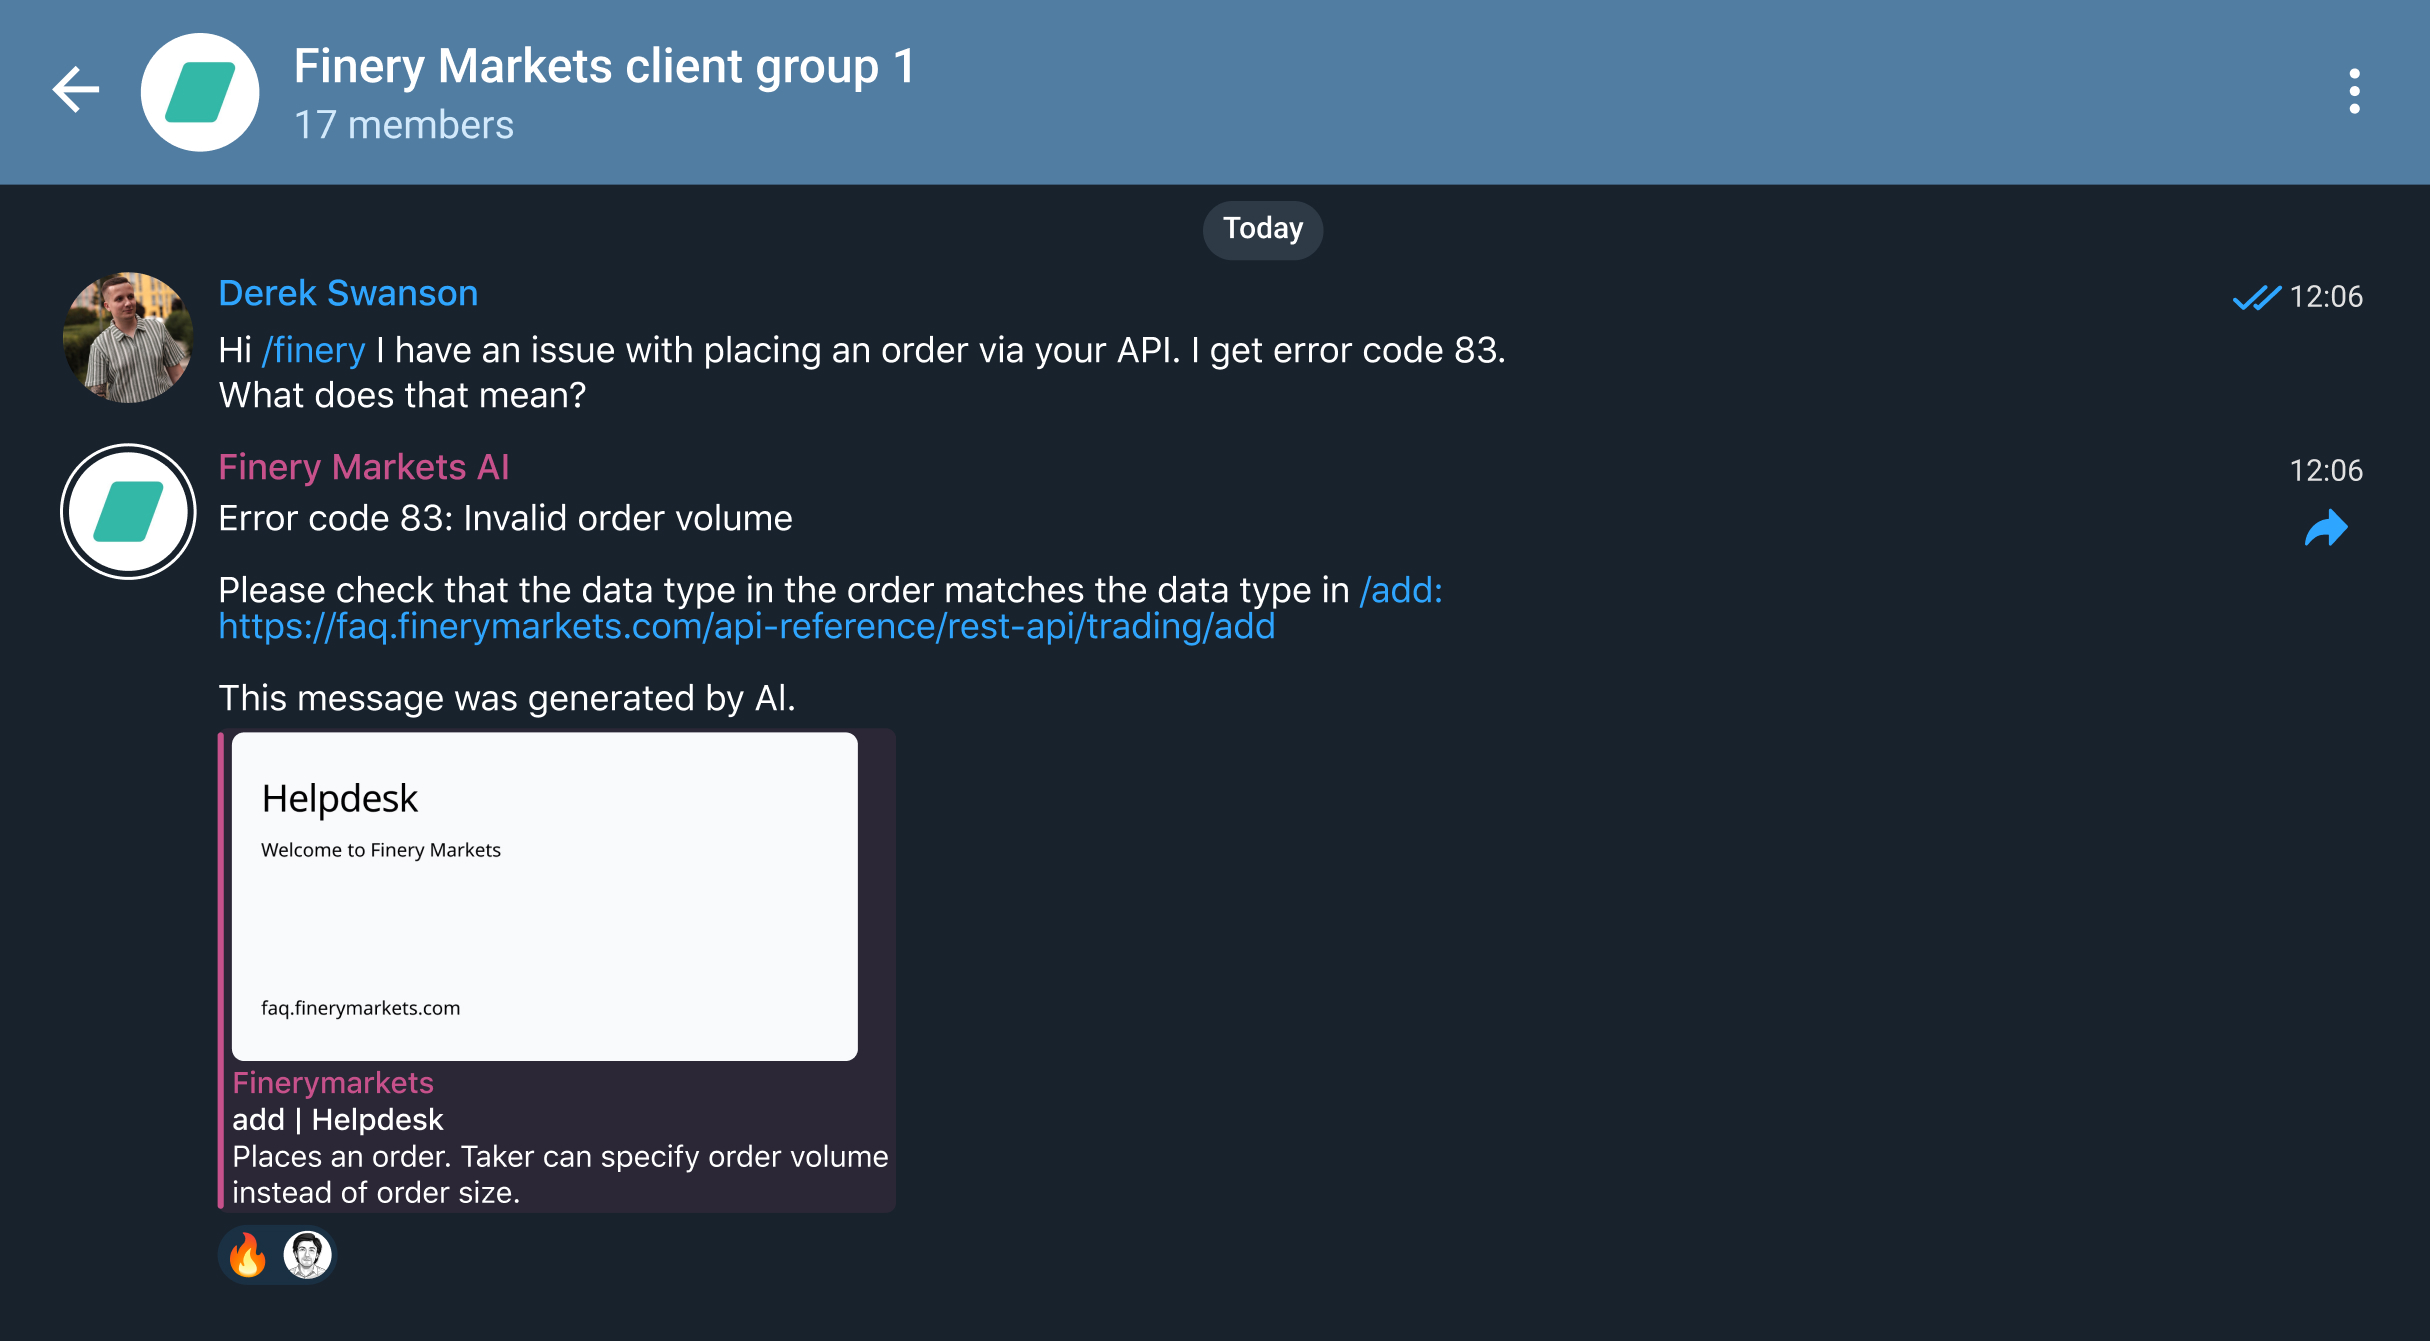 Finery Markets client group 1
17 members
Today
Derek Swanson
12:06
Hi /finery I have an issue with placing an order via your API. I get error code 83.
What does that mean?
Finery Markets AI
12:06
Error code 83: Invalid order volume
Please check that the data type in the order matches the data type in /add:
https://faq.finerymarkets.com/api-reference/rest-api/trading/add
This message was generated by AI.
Helpdesk
Welcome to Finery Markets
faq.finerymarkets.com
Finerymarkets
add | Helpdesk
Places an order. Taker can specify order volume
instead of order size.